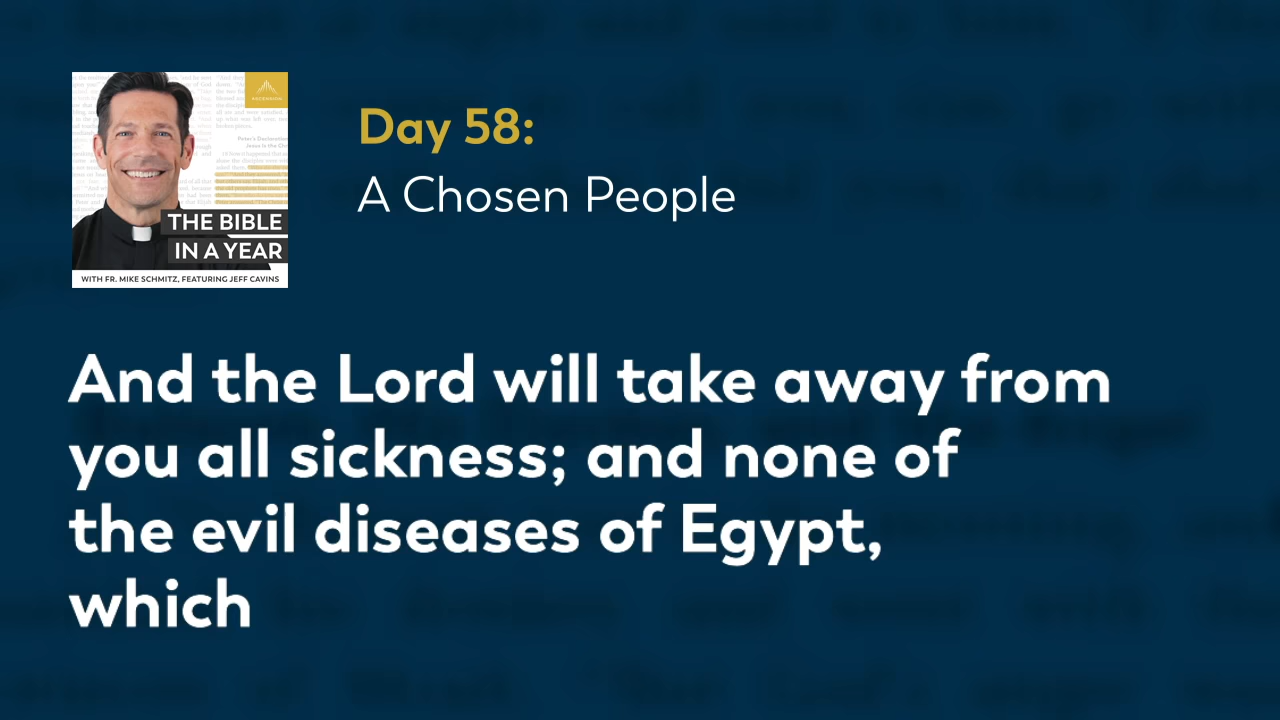 ASCENSION
THE BIBLE
IN A YEAR
WITH FR. MIKE SCHMITZ, FEATURING JEFF CAVINS
Day 58:
A Chosen People
And the Lord will take away from
you all sickness; and none of
the evil diseases of Egypt,
which